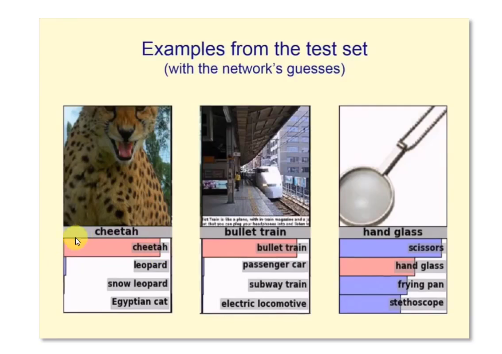 Examples from the test set
(with the network's guesses)
cheetah
cheetah
leopard
snow leopard
Egyptian cat
bullet train
bullet train
passenger car
subway train
electric locomotive
hand glass
scissors
hand glass
frying pan
stethoscope